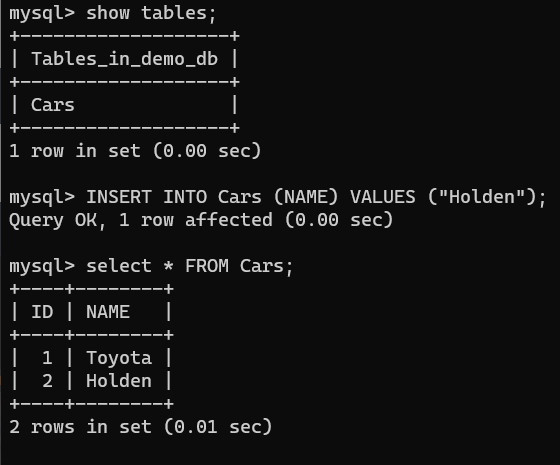 mysql> show tables;
+-------------------+
| Tables_in_demo_db |
+-------------------+
| Cars              |
+-------------------+
1 row in set (0.00 sec)
mysql> INSERT INTO Cars (NAME) VALUES ("Holden");
Query OK, 1 row affected (0.00 sec)
mysql> select * FROM Cars;
+----+--------+
| ID | NAME   |
+----+--------+
|  1 | Toyota |
|  2 | Holden |
+----+--------+
2 rows in set (0.01 sec)